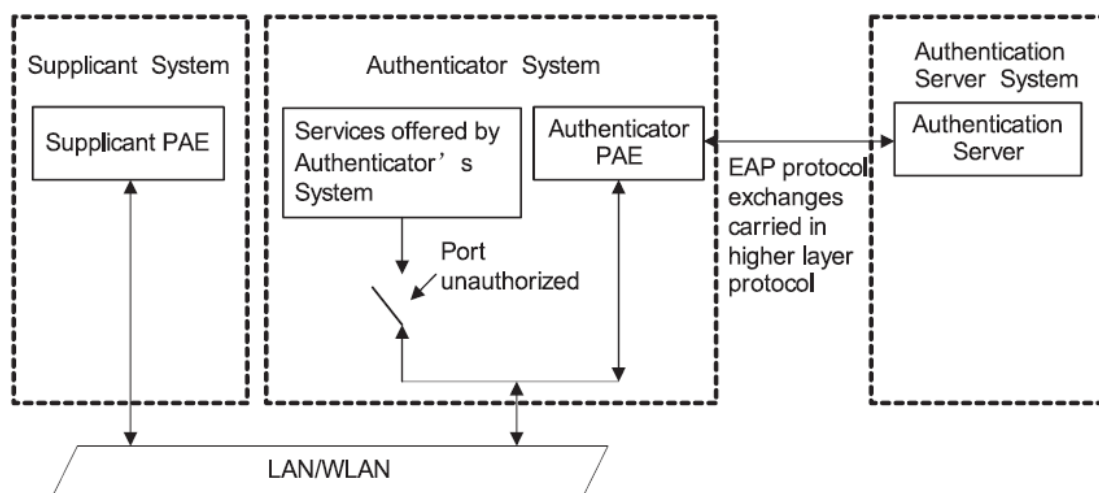 Supplicant System
Supplicant PAE
Authenticator System
Services offered by
Authenticator’s
System
Authenticator
PAE
Port
unauthorized
EAP protocol
exchanges
carried in
higher layer
protocol
Authentication
Server System
Authentication
Server
LAN/WLAN